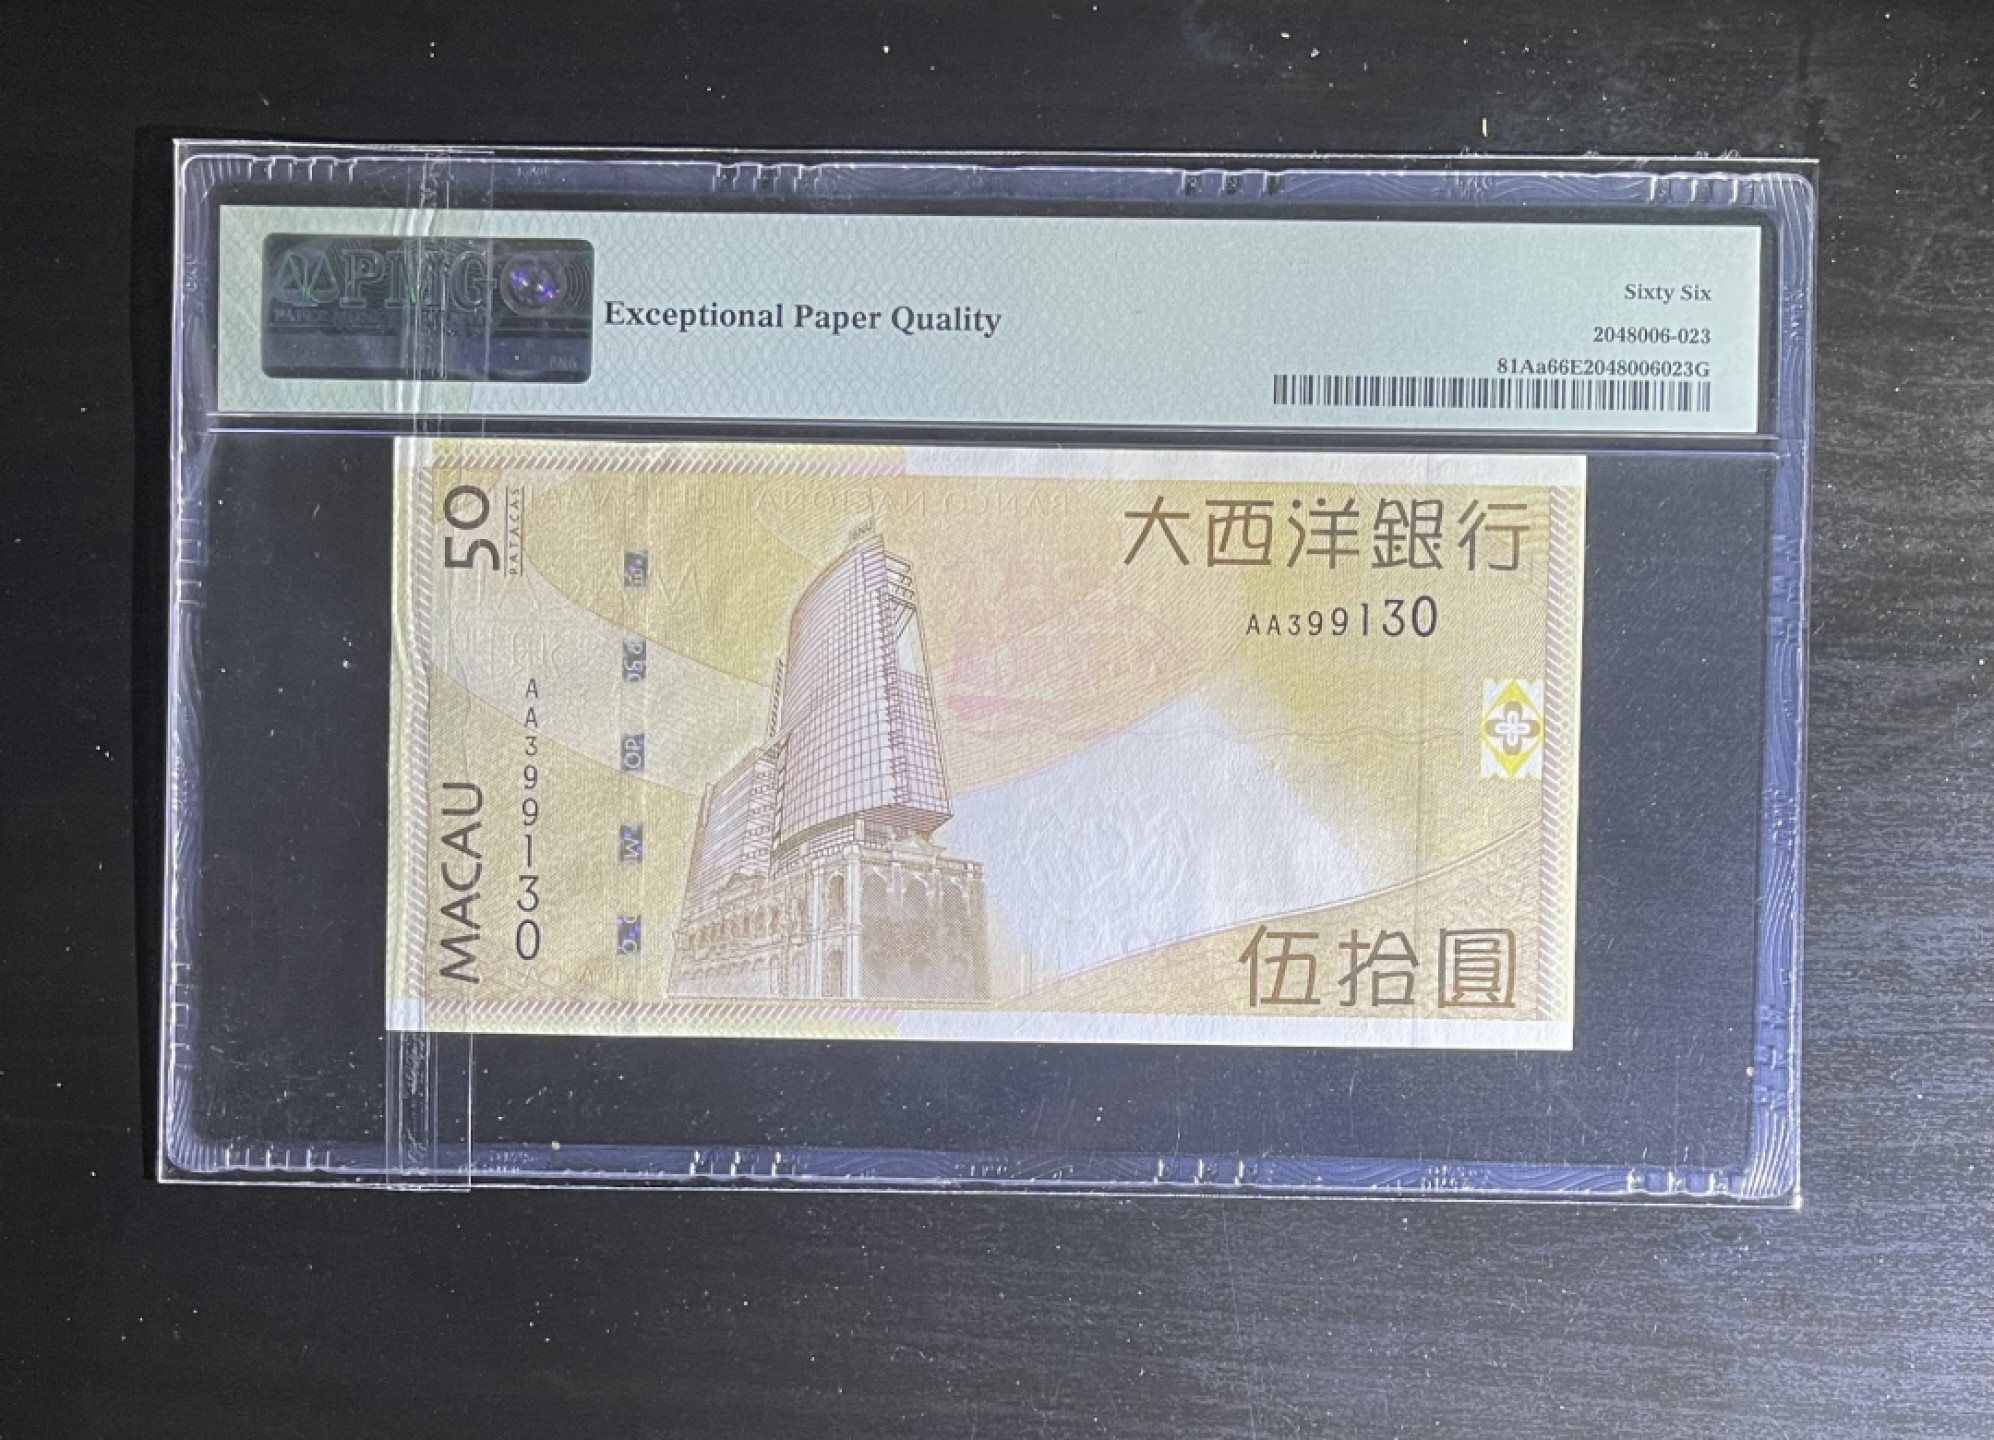 PMG
Exceptional Paper Quality
Sixty Six
2048006-023
81Aa66E2048006023G
50
PATACAS
大西洋銀行
AA399130
AA399130
MACAU
伍拾圓